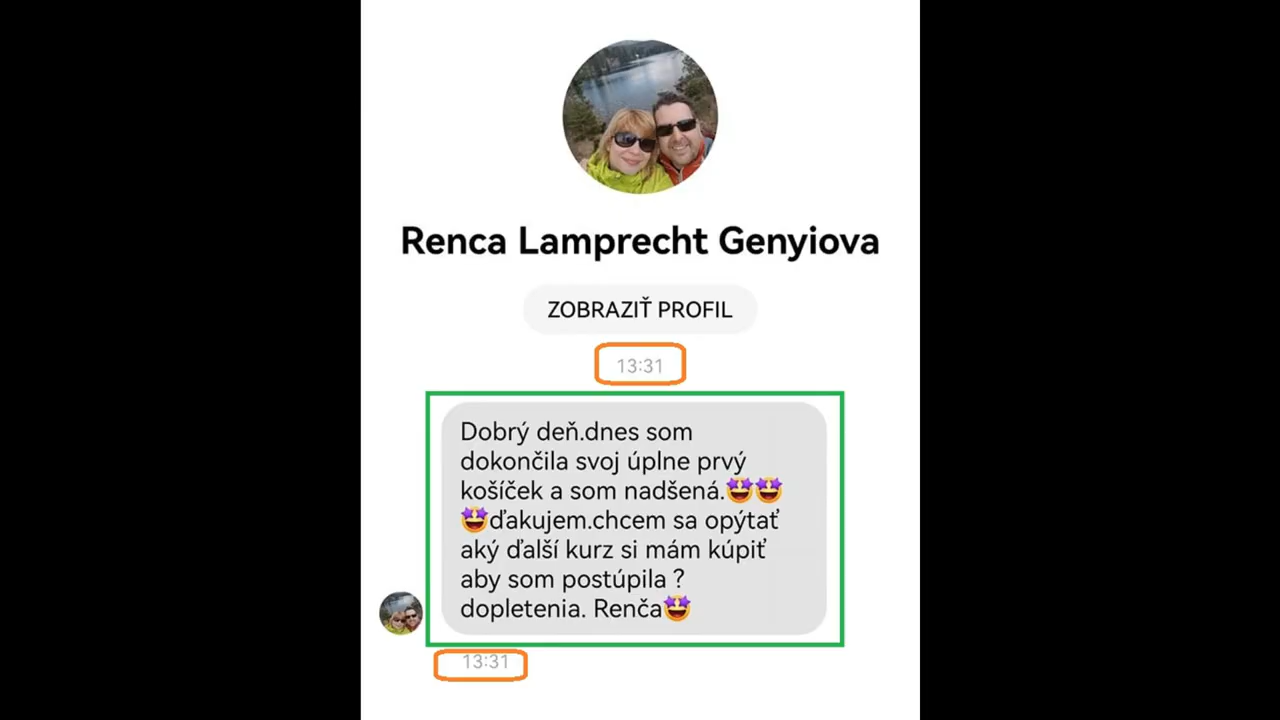 Renca Lamprecht Genyiova
ZOBRAZIŤ PROFIL
13:31
Dobrý deň.dnes som
dokončila svoj úplne prvý
košíček a som nadšená.🤩🤩
🤩ďakujem.chcem sa opýtať
aký ďalší kurz si mám kúpiť
aby som postúpila ?
dopletenia. Renča🤩
13:31